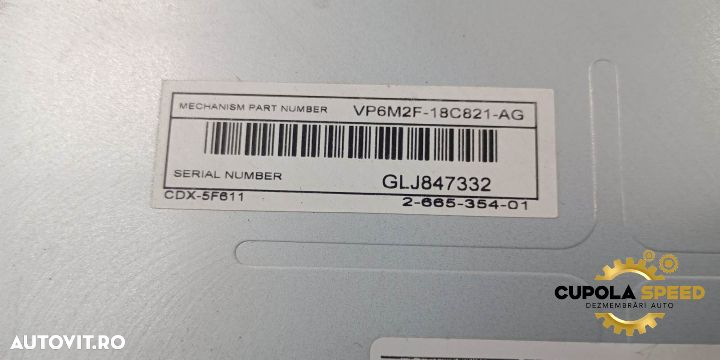 MECHANISM PART NUMBER VP6M2F-18C821-AG
SERIAL NUMBER GLJ847332
CDX-5F611 2-665-354-01
CUPOLA SPEED
DEZMEMBRĂRI AUTO
AUTOVIT.RO